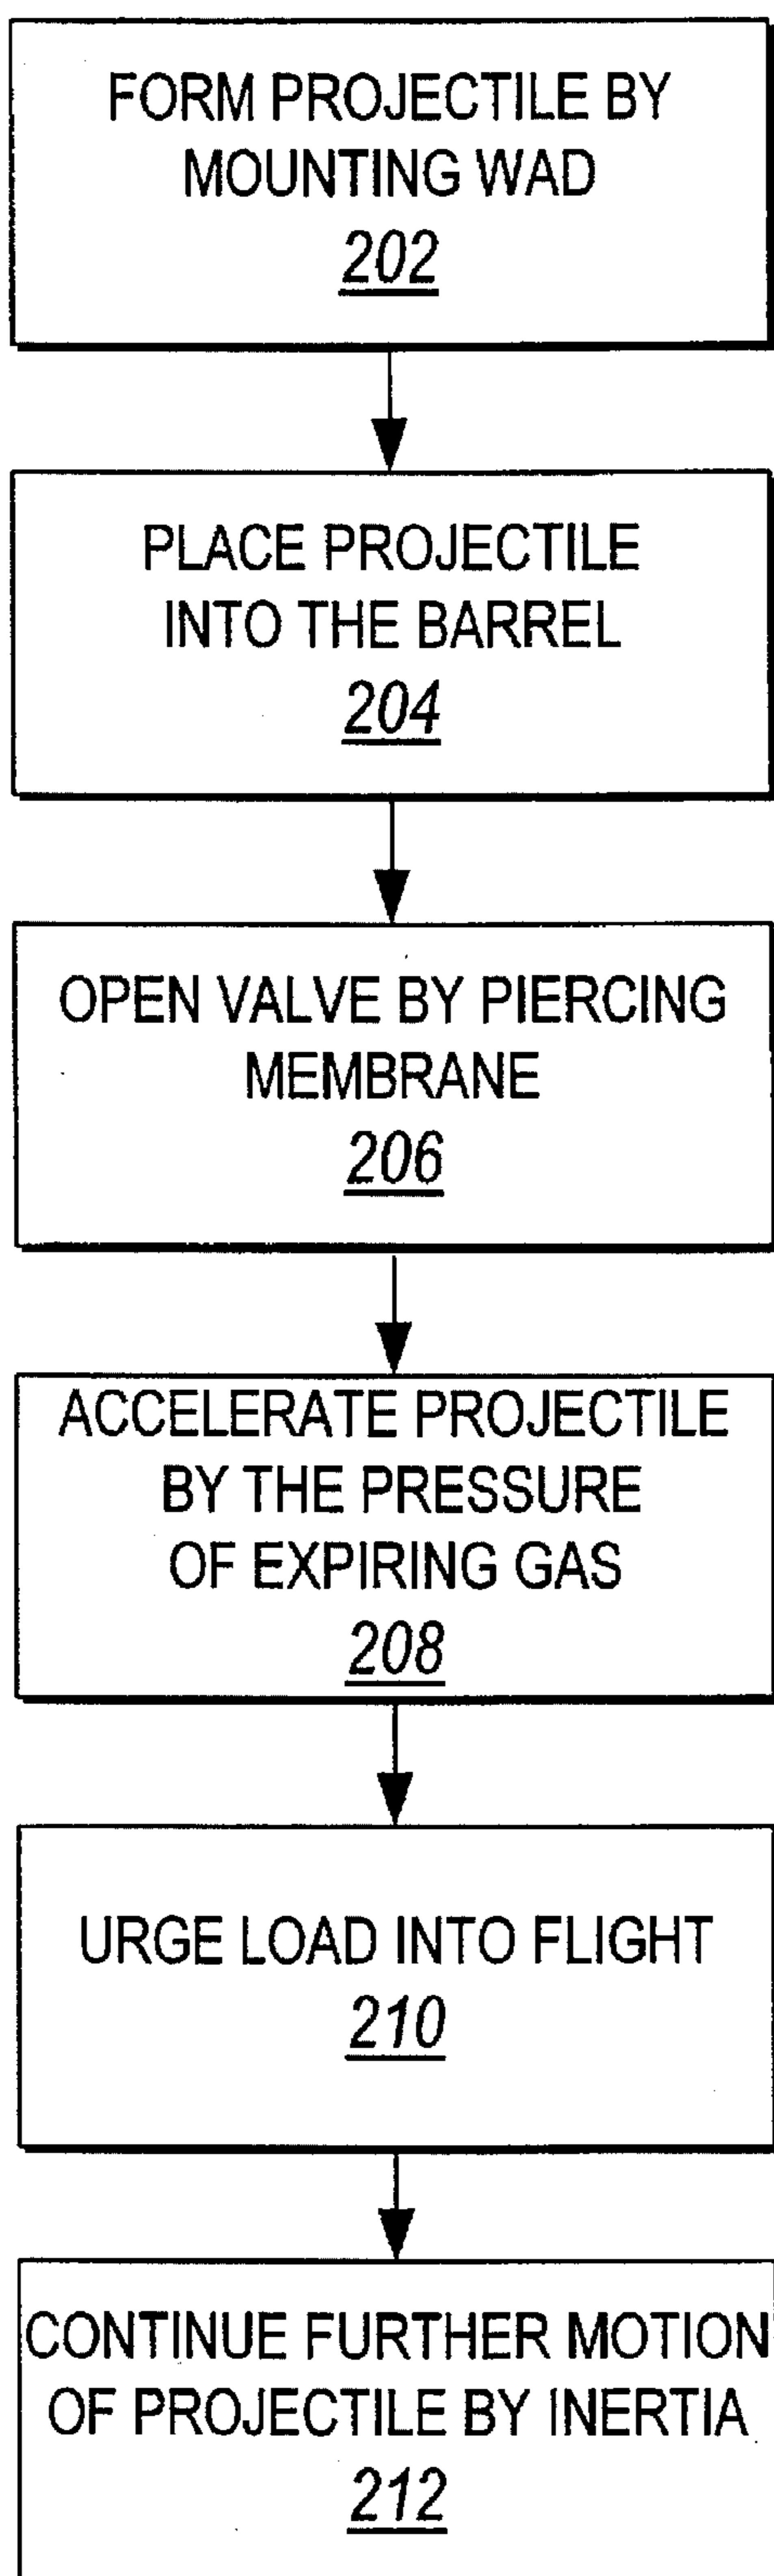 FORM PROJECTILE BY
MOUNTING WAD
202
PLACE PROJECTILE
INTO THE BARREL
204
OPEN VALVE BY PIERCING
MEMBRANE
206
ACCELERATE PROJECTILE
BY THE PRESSURE
OF EXPIRING GAS
208
URGE LOAD INTO FLIGHT
210
CONTINUE FURTHER MOTION
OF PROJECTILE BY INERTIA
212